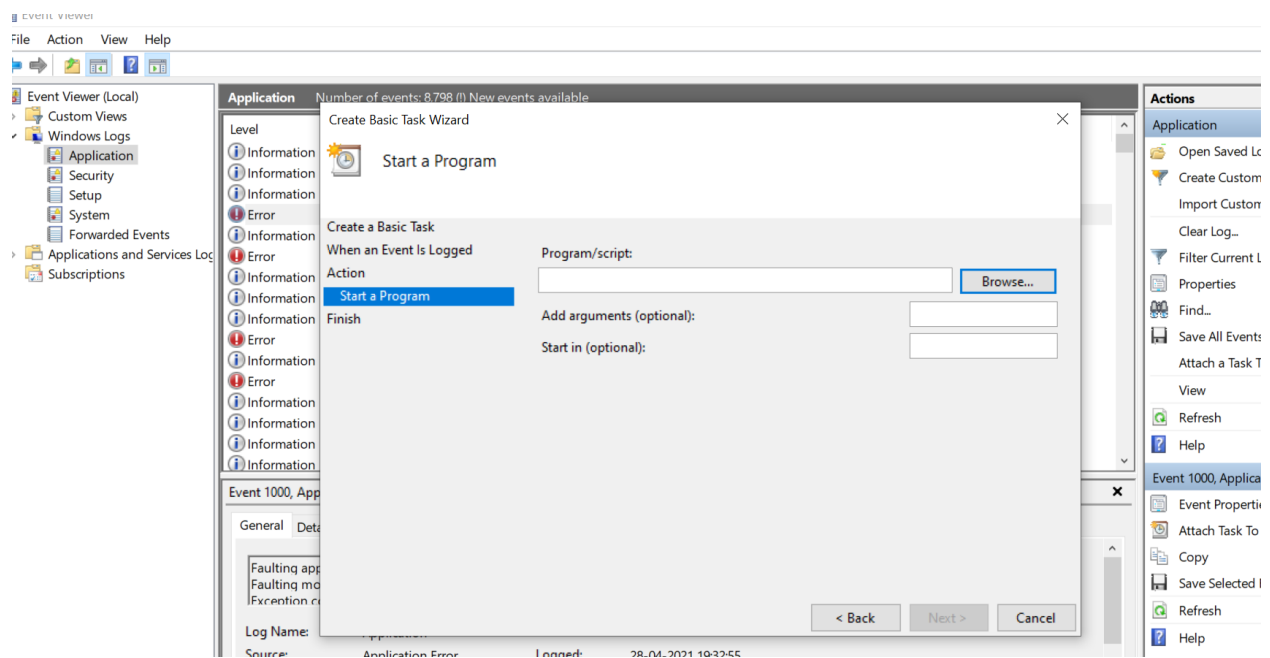 Event Viewer
File Action View Help
Event Viewer (Local)
Custom Views
Windows Logs
Application
Security
Setup
System
Forwarded Events
Applications and Services Log
Subscriptions
Application Number of events: 8,798 (!) New events available
Level
Information
Information
Information
Error
Information
Error
Information
Information
Information
Error
Information
Error
Information
Information
Information
Information
Event 1000, App
General Deta
Faulting app
Faulting mo
Exception co
Log Name: Application
Source: Application Error Logged: 28-04-2021 19:32:55
Create Basic Task Wizard
Start a Program
Create a Basic Task
When an Event Is Logged
Action
Start a Program
Finish
Program/script:
Browse...
Add arguments (optional):
Start in (optional):
< Back Next > Cancel
Actions
Application
Open Saved Lo
Create Custom
Import Custom
Clear Log...
Filter Current L
Properties
Find...
Save All Events
Attach a Task T
View
Refresh
Help
Event 1000, Applica
Event Propertie
Attach Task To
Copy
Save Selected
Refresh
Help